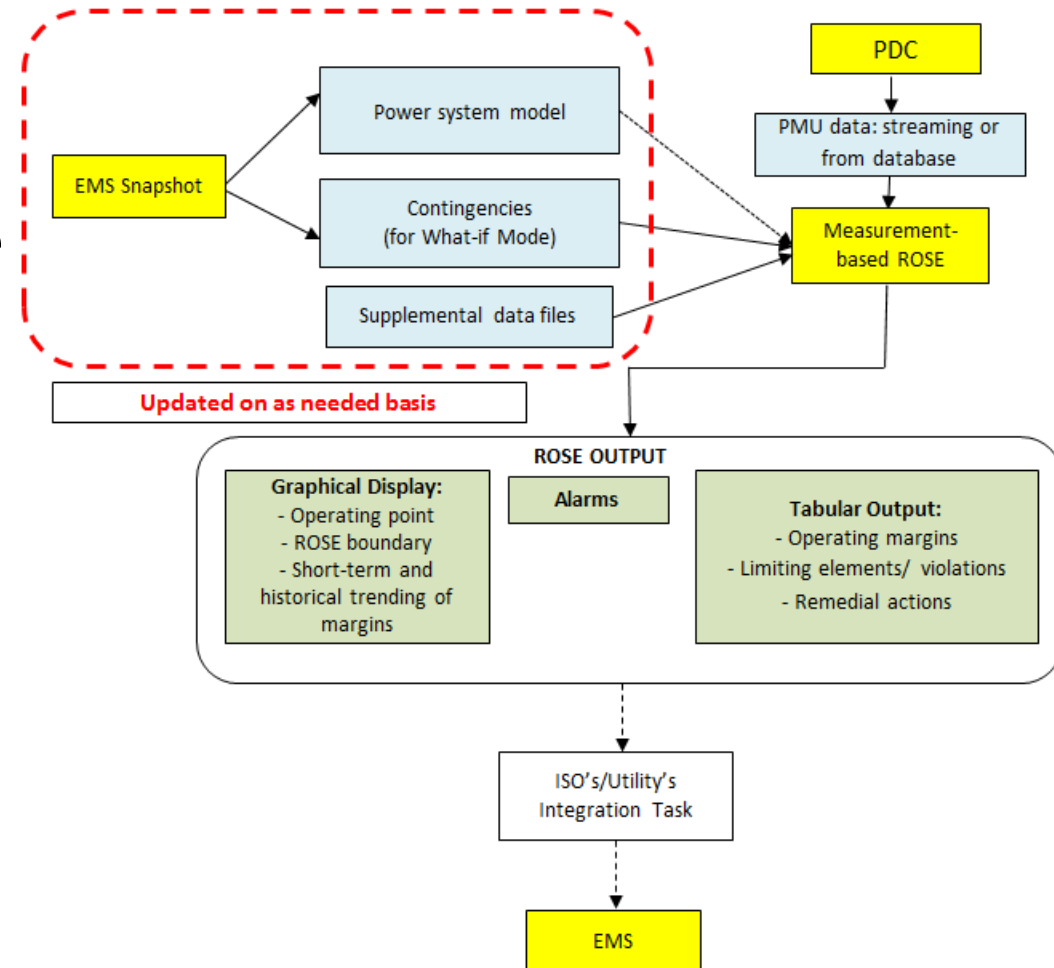 PDC
Power system model
PMU data: streaming or
from database
EMS Snapshot
Contingencies
(for What-if Mode)
Measurement-
based ROSE
Supplemental data files
Updated on as needed basis
ROSE OUTPUT
Graphical Display:
- Operating point
- ROSE boundary
- Short-term and
historical trending of
margins
Alarms
Tabular Output:
- Operating margins
- Limiting elements/ violations
- Remedial actions
ISO’s/Utility’s
Integration Task
EMS